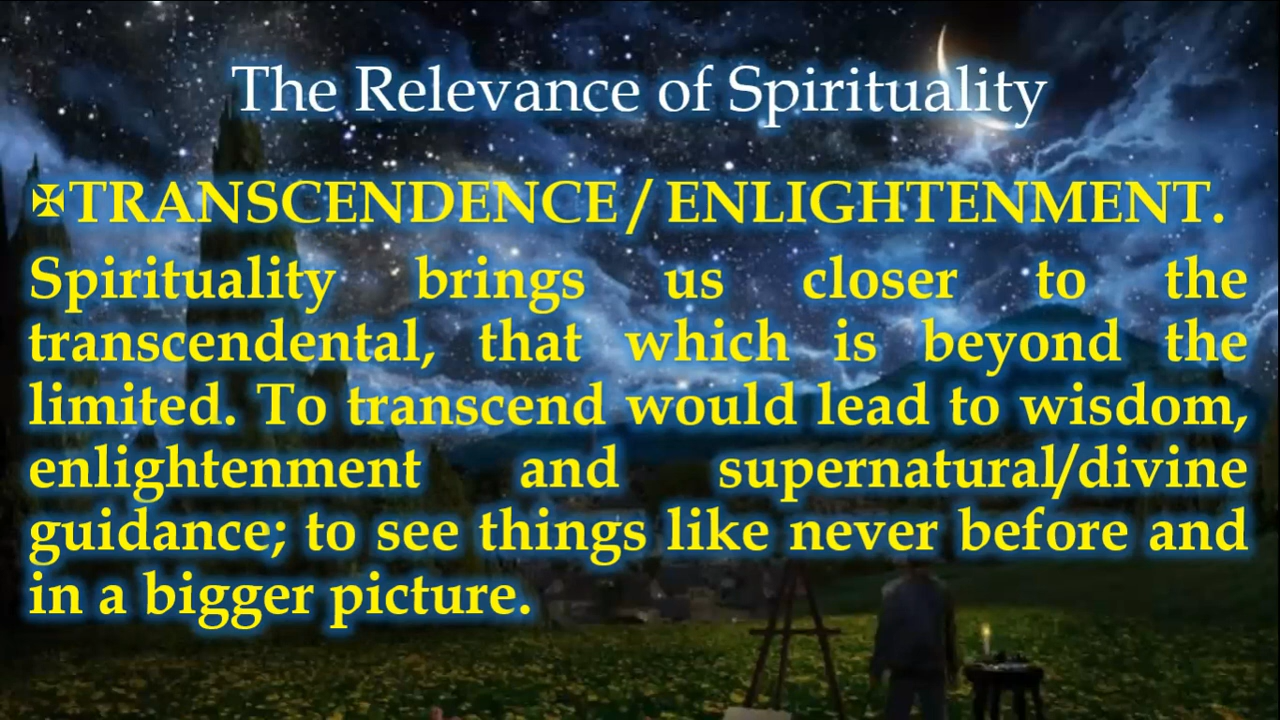 The Relevance of Spirituality
✠TRANSCENDENCE / ENLIGHTENMENT.
Spirituality brings us closer to the
transcendental, that which is beyond the
limited. To transcend would lead to wisdom,
enlightenment and supernatural/divine
guidance; to see things like never before and
in a bigger picture.